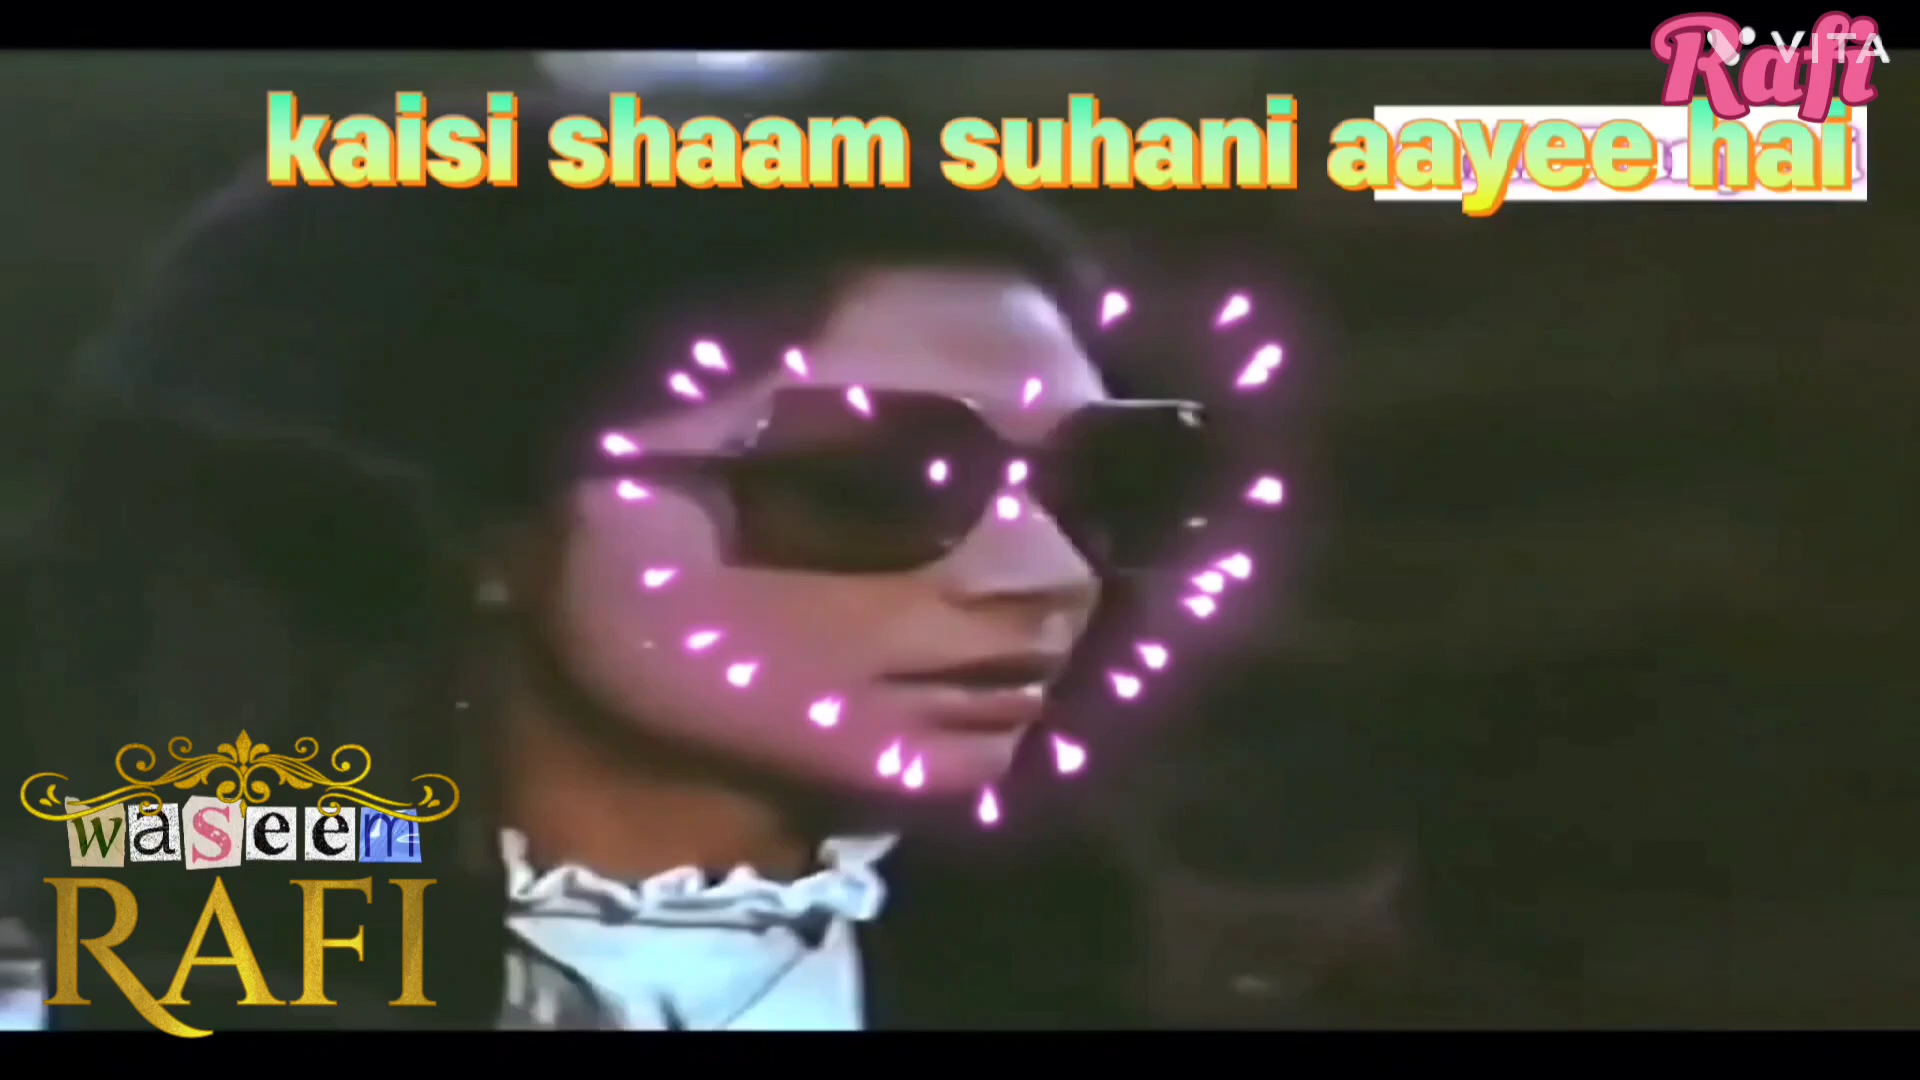 Rafi
VITA
kaisi shaam suhani aayee hai
waseem
RAFI